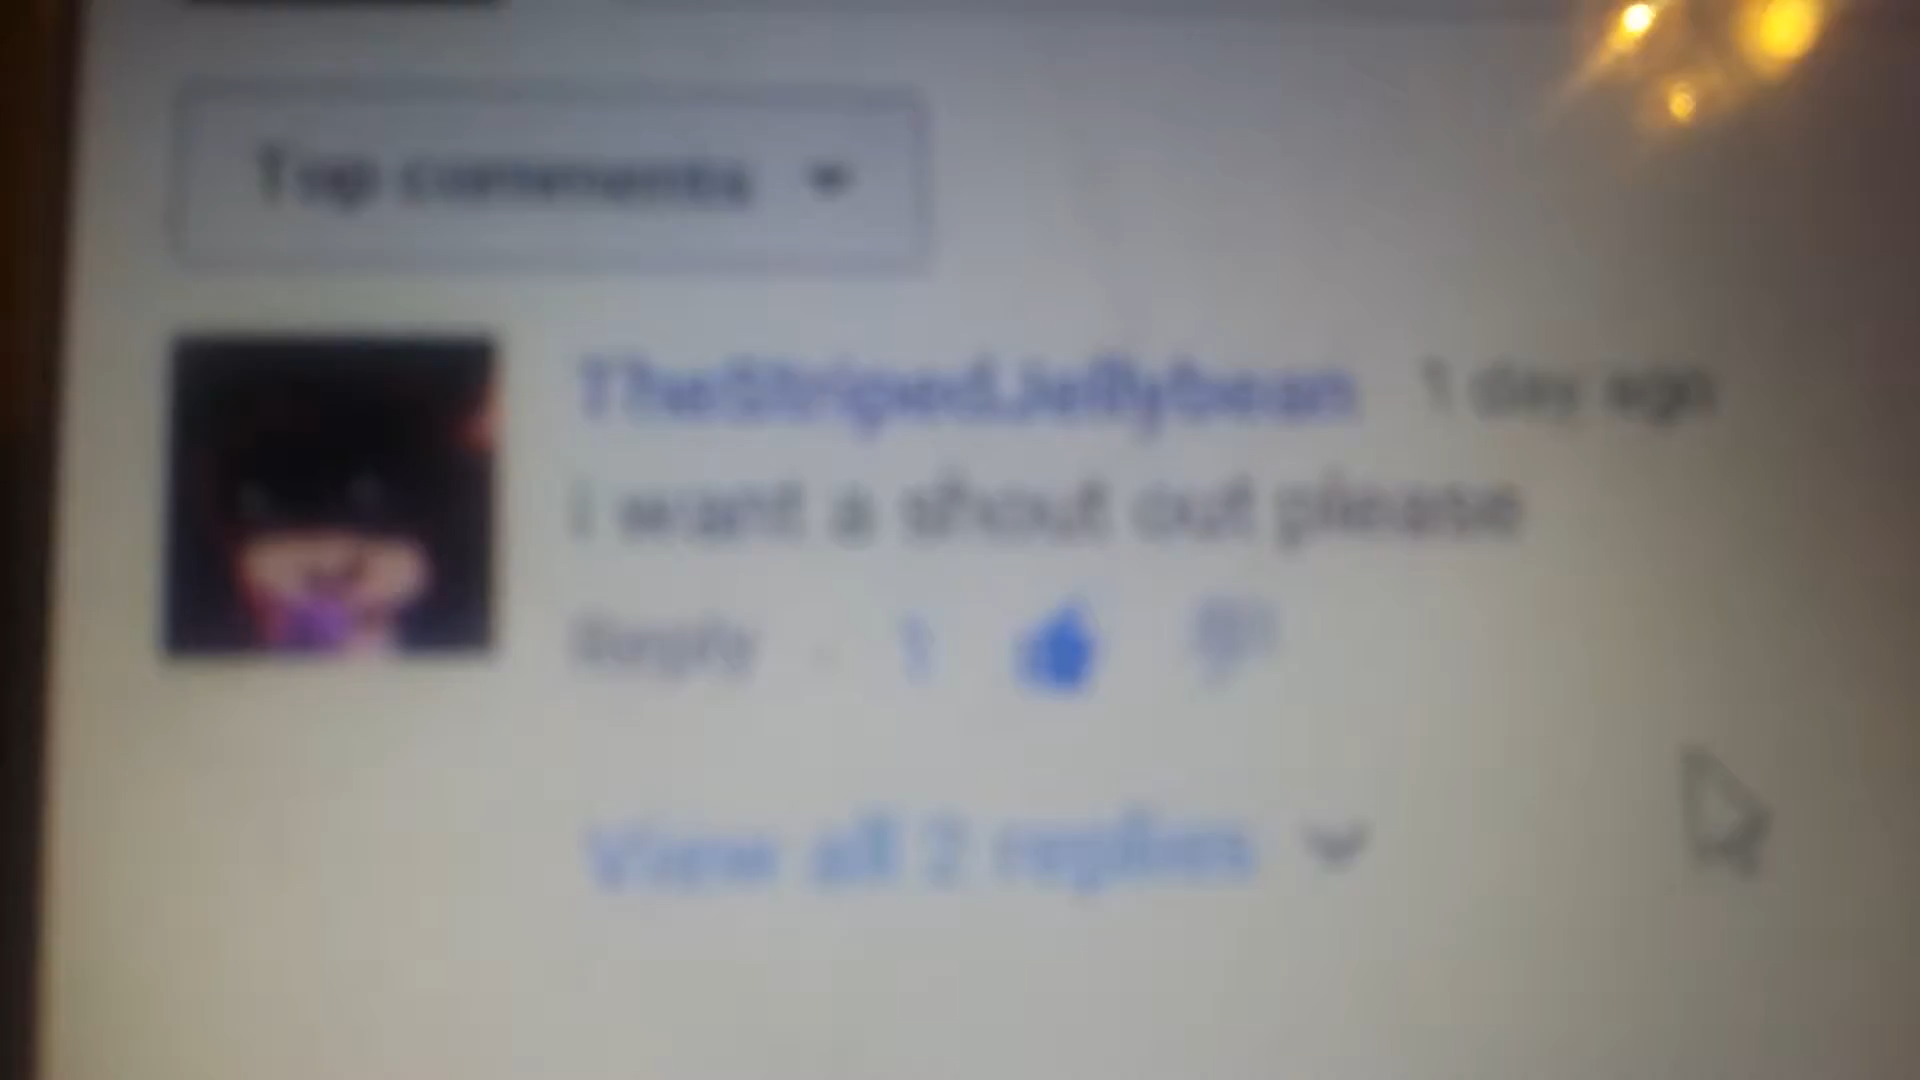 Top comments
TheStripedJellybean 1 day ago
i want a shout out please
Reply · 1
View all 2 replies